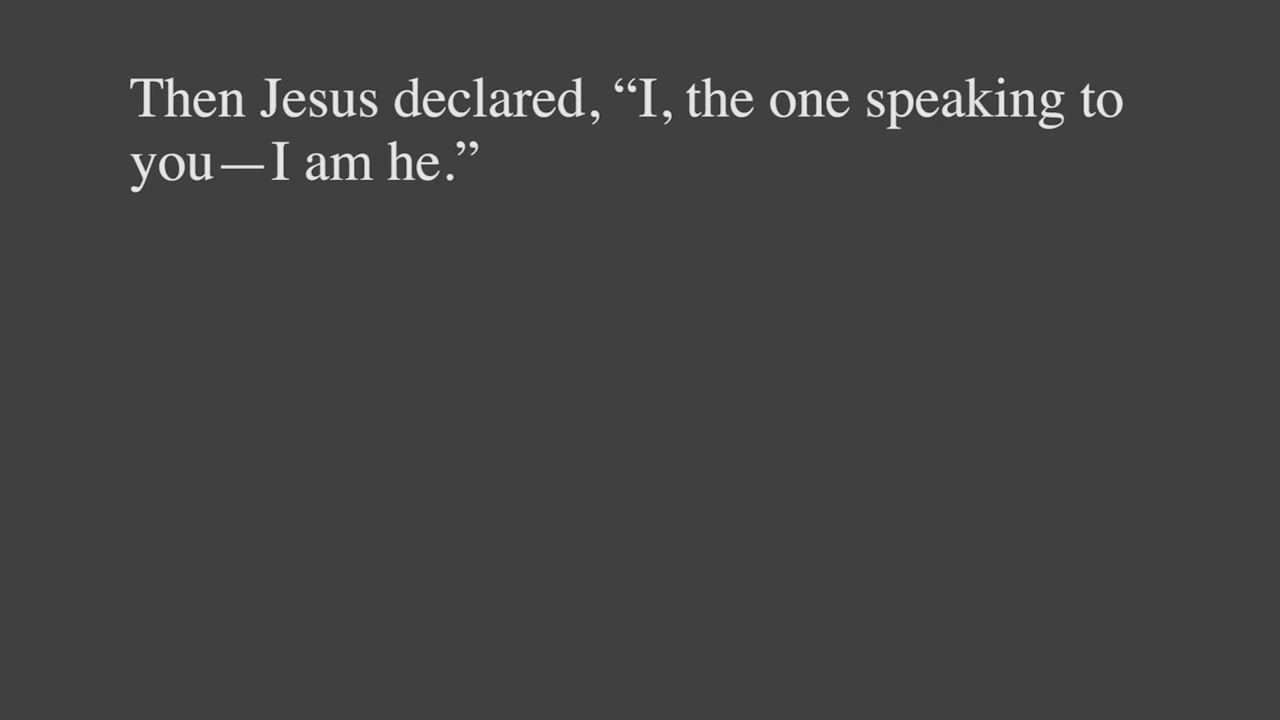 Then Jesus declared, “I, the one speaking to
you—I am he.”